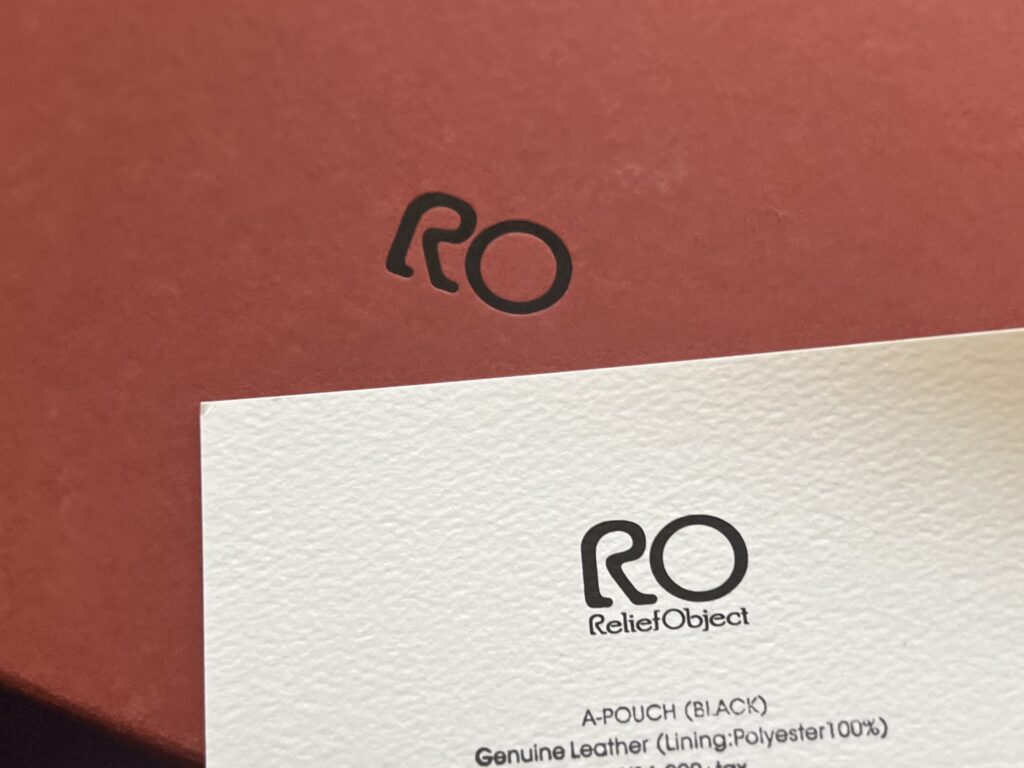 RO
RO
ReliefObject
A-POUCH (BLACK)
Genuine Leather (Lining:Polyester100%)